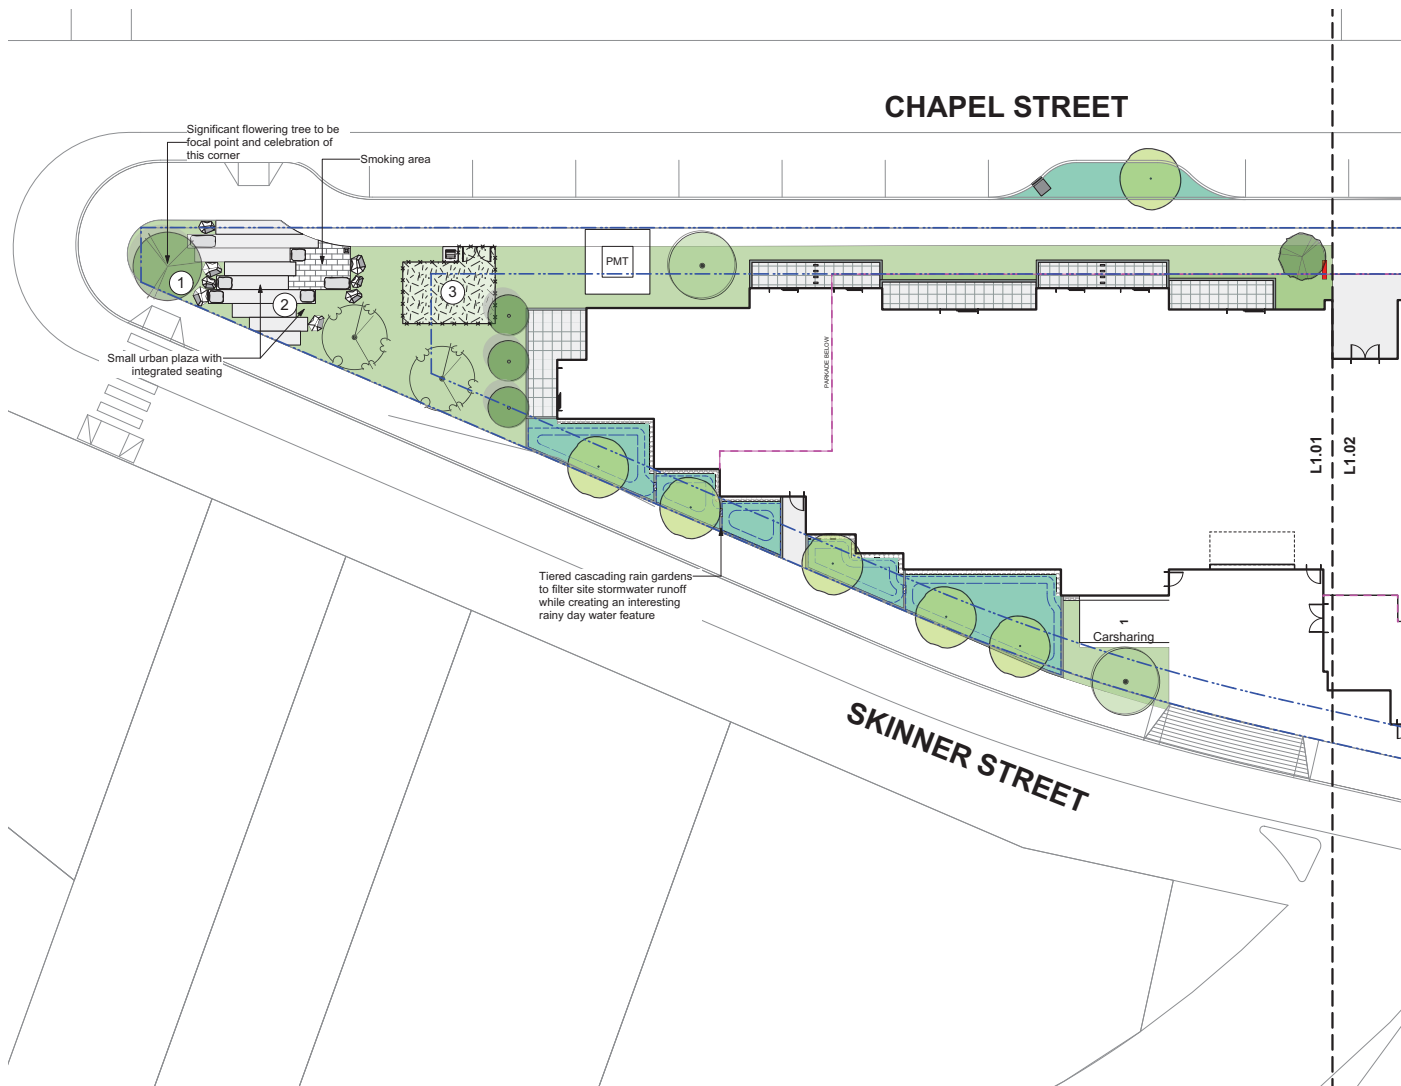 CHAPEL STREET
Significant flowering tree to be
focal point and celebration of
this corner
Smoking area
PMT
1
3
2
Small urban plaza with
integrated seating
PARKADE BELOW
L1.01
L1.02
Tiered cascading rain gardens
to filter site stormwater runoff
while creating an interesting
rainy day water feature
1
Carsharing
SKINNER STREET